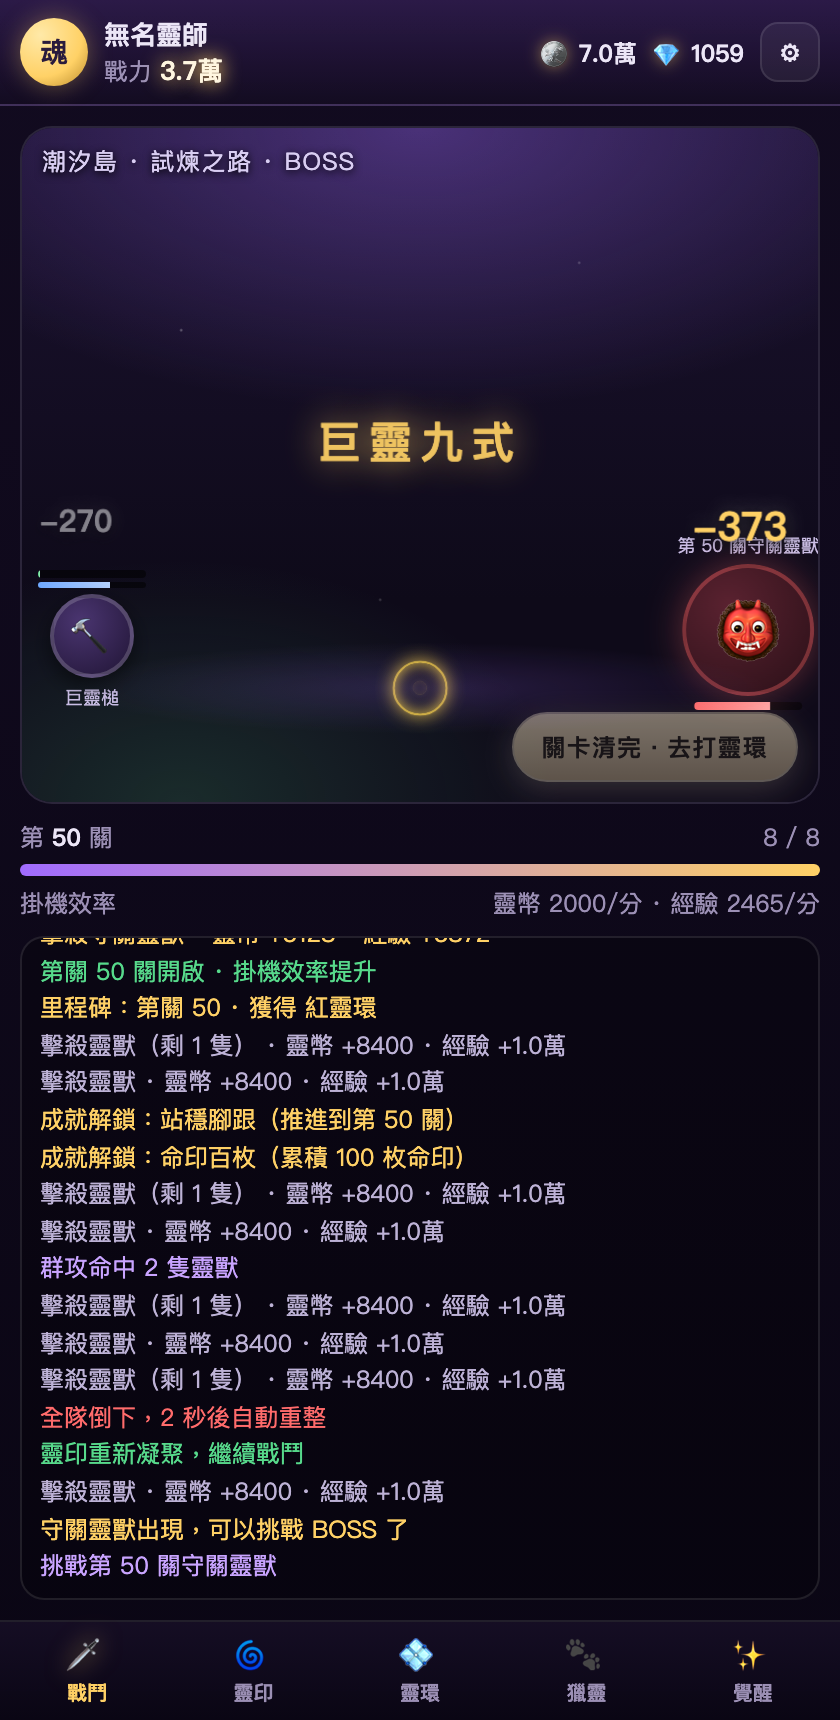 魂
無名靈師
戰力 3.7萬
7.0萬
1059
潮汐島 · 試煉之路 · BOSS
巨靈九式
-270
-373
第 50 關守關靈獸
巨靈槌
關卡清完 · 去打靈環
第 50 關
8 / 8
掛機效率
靈幣 2000/分 · 經驗 2465/分
第關 50 關開啟 · 掛機效率提升
里程碑：第關 50 · 獲得 紅靈環
擊殺靈獸（剩 1 隻） · 靈幣 +8400 · 經驗 +1.0萬
擊殺靈獸 · 靈幣 +8400 · 經驗 +1.0萬
成就解鎖：站穩腳跟（推進到第 50 關）
成就解鎖：命印百枚（累積 100 枚命印）
擊殺靈獸（剩 1 隻） · 靈幣 +8400 · 經驗 +1.0萬
擊殺靈獸 · 靈幣 +8400 · 經驗 +1.0萬
群攻命中 2 隻靈獸
擊殺靈獸（剩 1 隻） · 靈幣 +8400 · 經驗 +1.0萬
擊殺靈獸 · 靈幣 +8400 · 經驗 +1.0萬
擊殺靈獸（剩 1 隻） · 靈幣 +8400 · 經驗 +1.0萬
全隊倒下，2 秒後自動重整
靈印重新凝聚，繼續戰鬥
擊殺靈獸 · 靈幣 +8400 · 經驗 +1.0萬
守關靈獸出現，可以挑戰 BOSS 了
挑戰第 50 關守關靈獸
戰鬥
靈印
靈環
獵靈
覺醒